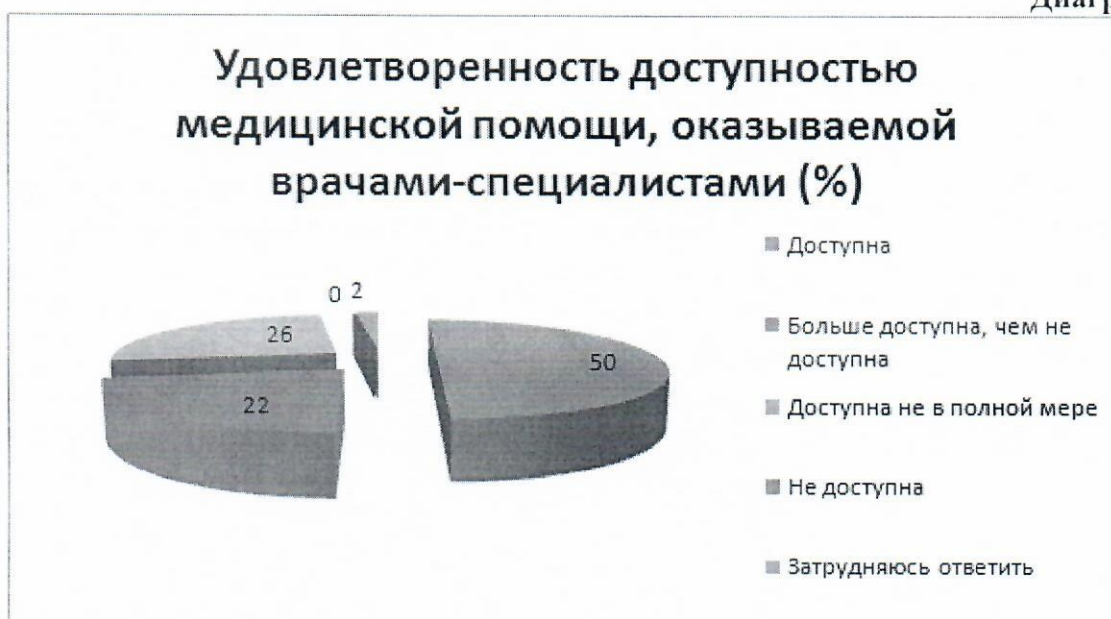 Удовлетворенность доступностью
медицинской помощи, оказываемой
врачами-специалистами (%)
0 2
26
50
22
Доступна
Больше доступна, чем не
доступна
Доступна не в полной мере
Не доступна
Затрудняюсь ответить